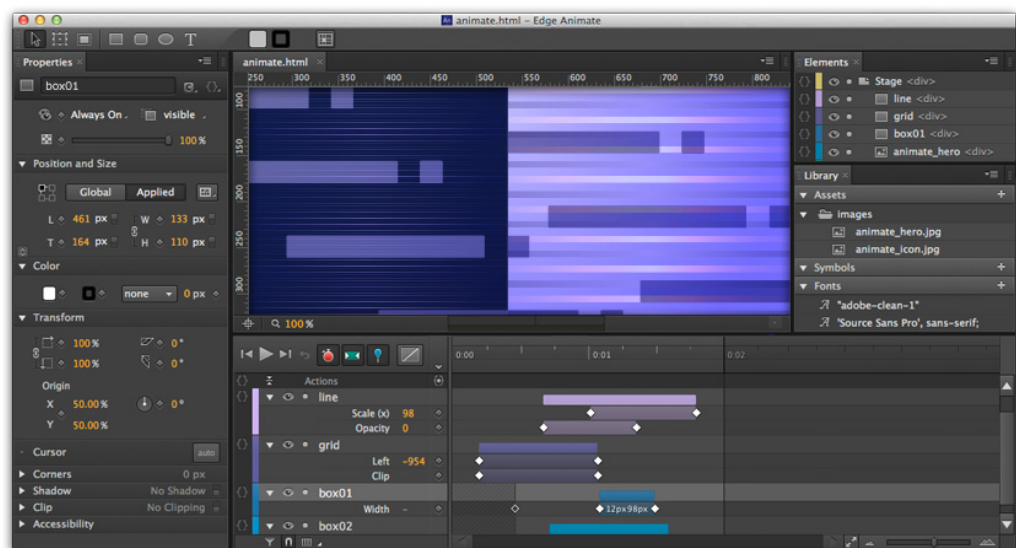 An animate.html – Edge Animate
T
Properties ×
box01
Always On . visible .
100%
Position and Size
Global Applied
L 461 px W 133 px
T 164 px H 110 px
Color
none 0 px
Transform
100% 0°
100% 0°
Origin
X 50.00% 0°
Y 50.00%
Cursor auto
Corners 0 px
Shadow No Shadow
Clip No Clipping
Accessibility
animate.html ×
250 300 350 400 450 500 550 600 650 700 750 800
100
150
200
250
300
100%
Elements ×
Stage <div>
line <div>
grid <div>
box01 <div>
animate_hero <div>
Library ×
Assets +
images
animate_hero.jpg
animate_icon.jpg
Symbols +
Fonts +
"adobe-clean-1"
'Source Sans Pro', sans-serif;
0:00 0:01 0:02
Actions
line
Scale (x) 98
Opacity 0
grid
Left -954
Clip
box01
Width – 12px 98px
box02